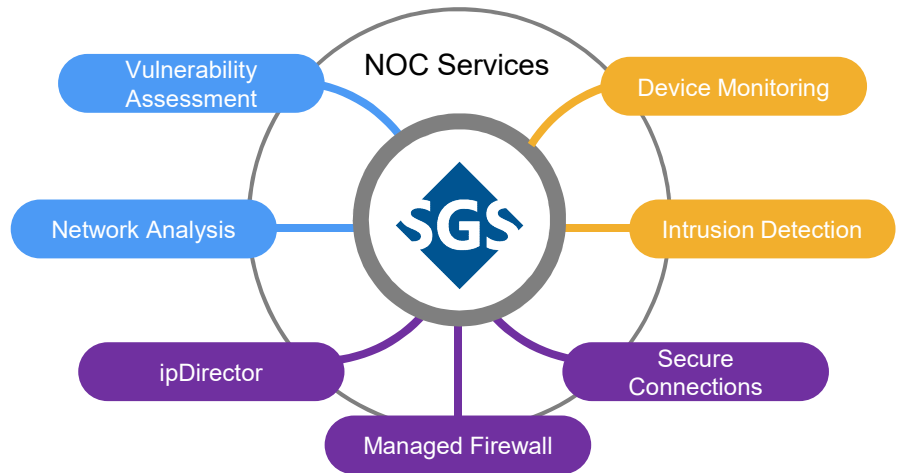 NOC Services
Vulnerability
Assessment
Device Monitoring
Network Analysis
SGS
Intrusion Detection
ipDirector
Secure
Connections
Managed Firewall